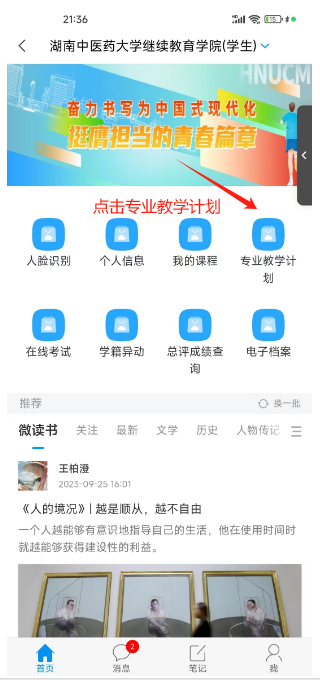 21:36
湖南中医药大学继续教育学院(学生)
HNUCM
奋力书写为中国式现代化
挺膺担当的青春篇章
点击专业教学计划
人脸识别
个人信息
我的课程
专业教学计
划
在线考试
学籍异动
总评成绩查
询
电子档案
推荐
换一批
微读书
关注
最新
文学
历史
人物传记
王柏澄
2023-09-25 16:01
《人的境况》| 越是顺从，越不自由
一个人越能够有意识地指导自己的生活，他在使用时间时
就越能够获得建设性的利益。
首页
2
消息
笔记
我